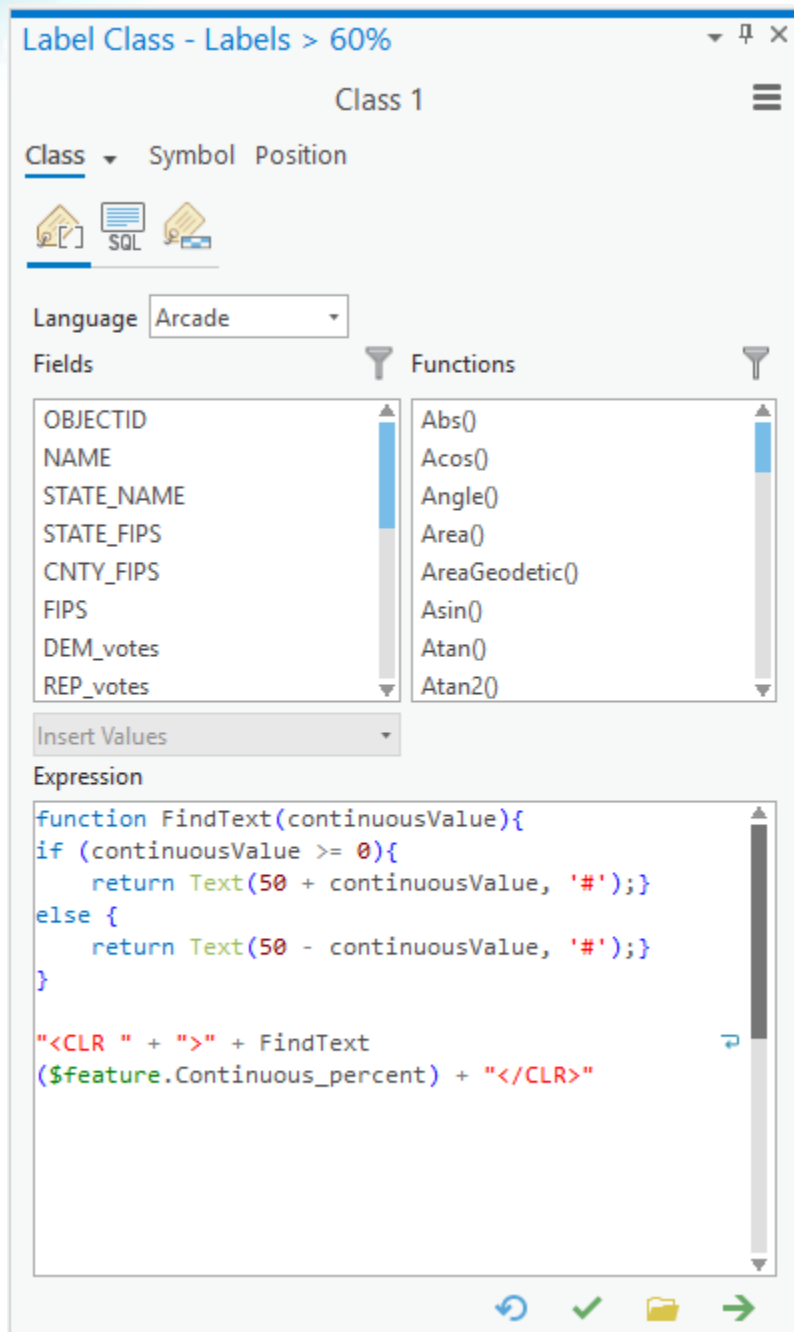 Label Class - Labels > 60%
Class 1
Class Symbol Position
SQL
Language Arcade
Fields Functions
OBJECTID
NAME
STATE_NAME
STATE_FIPS
CNTY_FIPS
FIPS
DEM_votes
REP_votes
Abs()
Acos()
Angle()
Area()
AreaGeodetic()
Asin()
Atan()
Atan2()
Insert Values
Expression
function FindText(continuousValue){
if (continuousValue >= 0){
    return Text(50 + continuousValue, '#');}
else {
    return Text(50 - continuousValue, '#');}
}
"<CLR " + ">" + FindText
($feature.Continuous_percent) + "</CLR>"